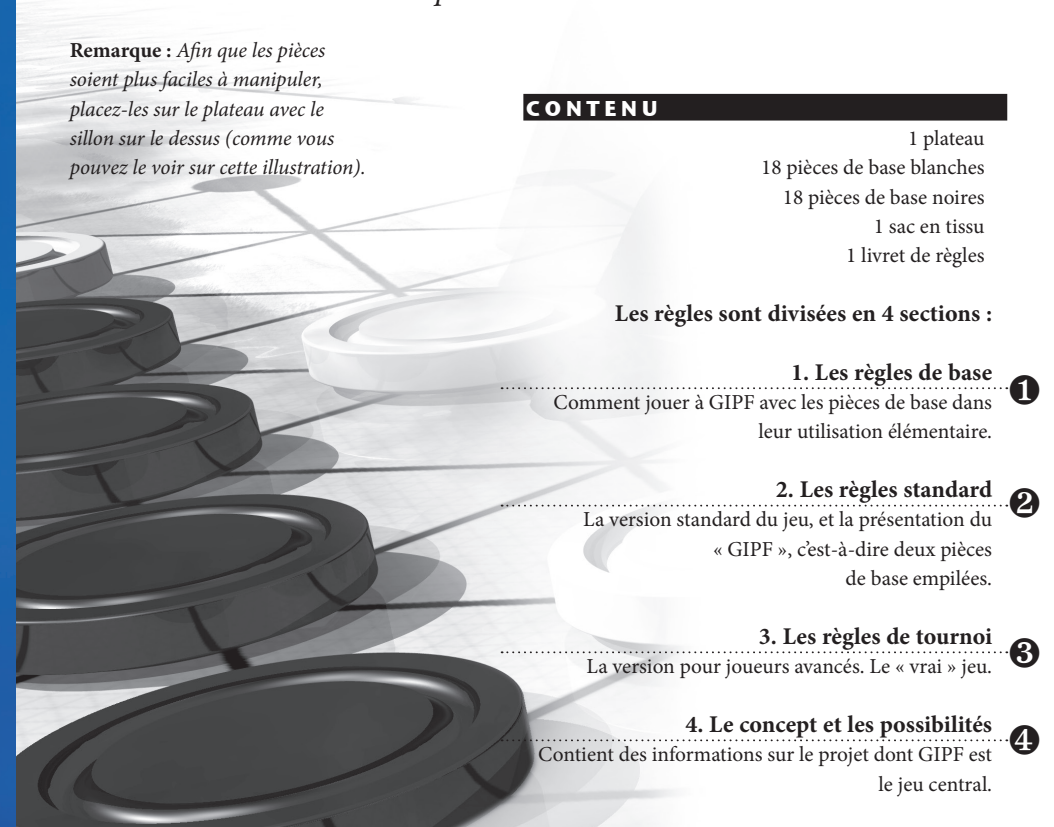 Remarque : Afin que les pièces
soient plus faciles à manipuler,
placez-les sur le plateau avec le
sillon sur le dessus (comme vous
pouvez le voir sur cette illustration).
CONTENU
1 plateau
18 pièces de base blanches
18 pièces de base noires
1 sac en tissu
1 livret de règles
Les règles sont divisées en 4 sections :
1. Les règles de base
1
Comment jouer à GIPF avec les pièces de base dans
leur utilisation élémentaire.
2. Les règles standard
2
La version standard du jeu, et la présentation du
« GIPF », c'est-à-dire deux pièces
de base empilées.
3. Les règles de tournoi
3
La version pour joueurs avancés. Le « vrai » jeu.
4. Le concept et les possibilités
4
Contient des informations sur le projet dont GIPF est
le jeu central.